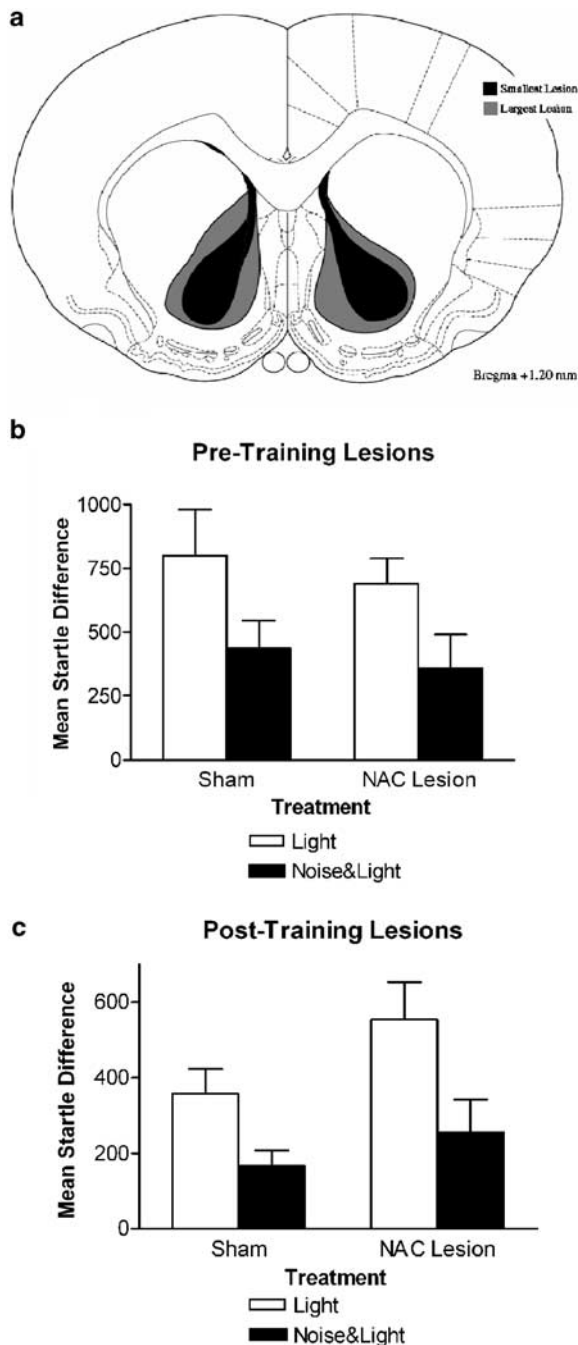 a
Smallest Lesion
Largest Lesion
Bregma +1.20 mm
b
Pre-Training Lesions
1000
750
500
250
0
Mean Startle Difference
Sham
NAC Lesion
Treatment
Light
Noise&Light
c
Post-Training Lesions
600
400
200
0
Mean Startle Difference
Sham
NAC Lesion
Treatment
Light
Noise&Light